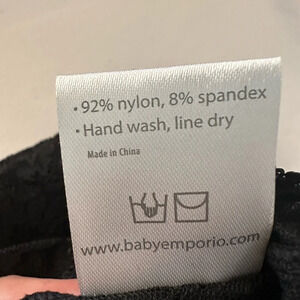 • 92% nylon, 8% spandex
• Hand wash, line dry
Made in China
www.babyemporio.com